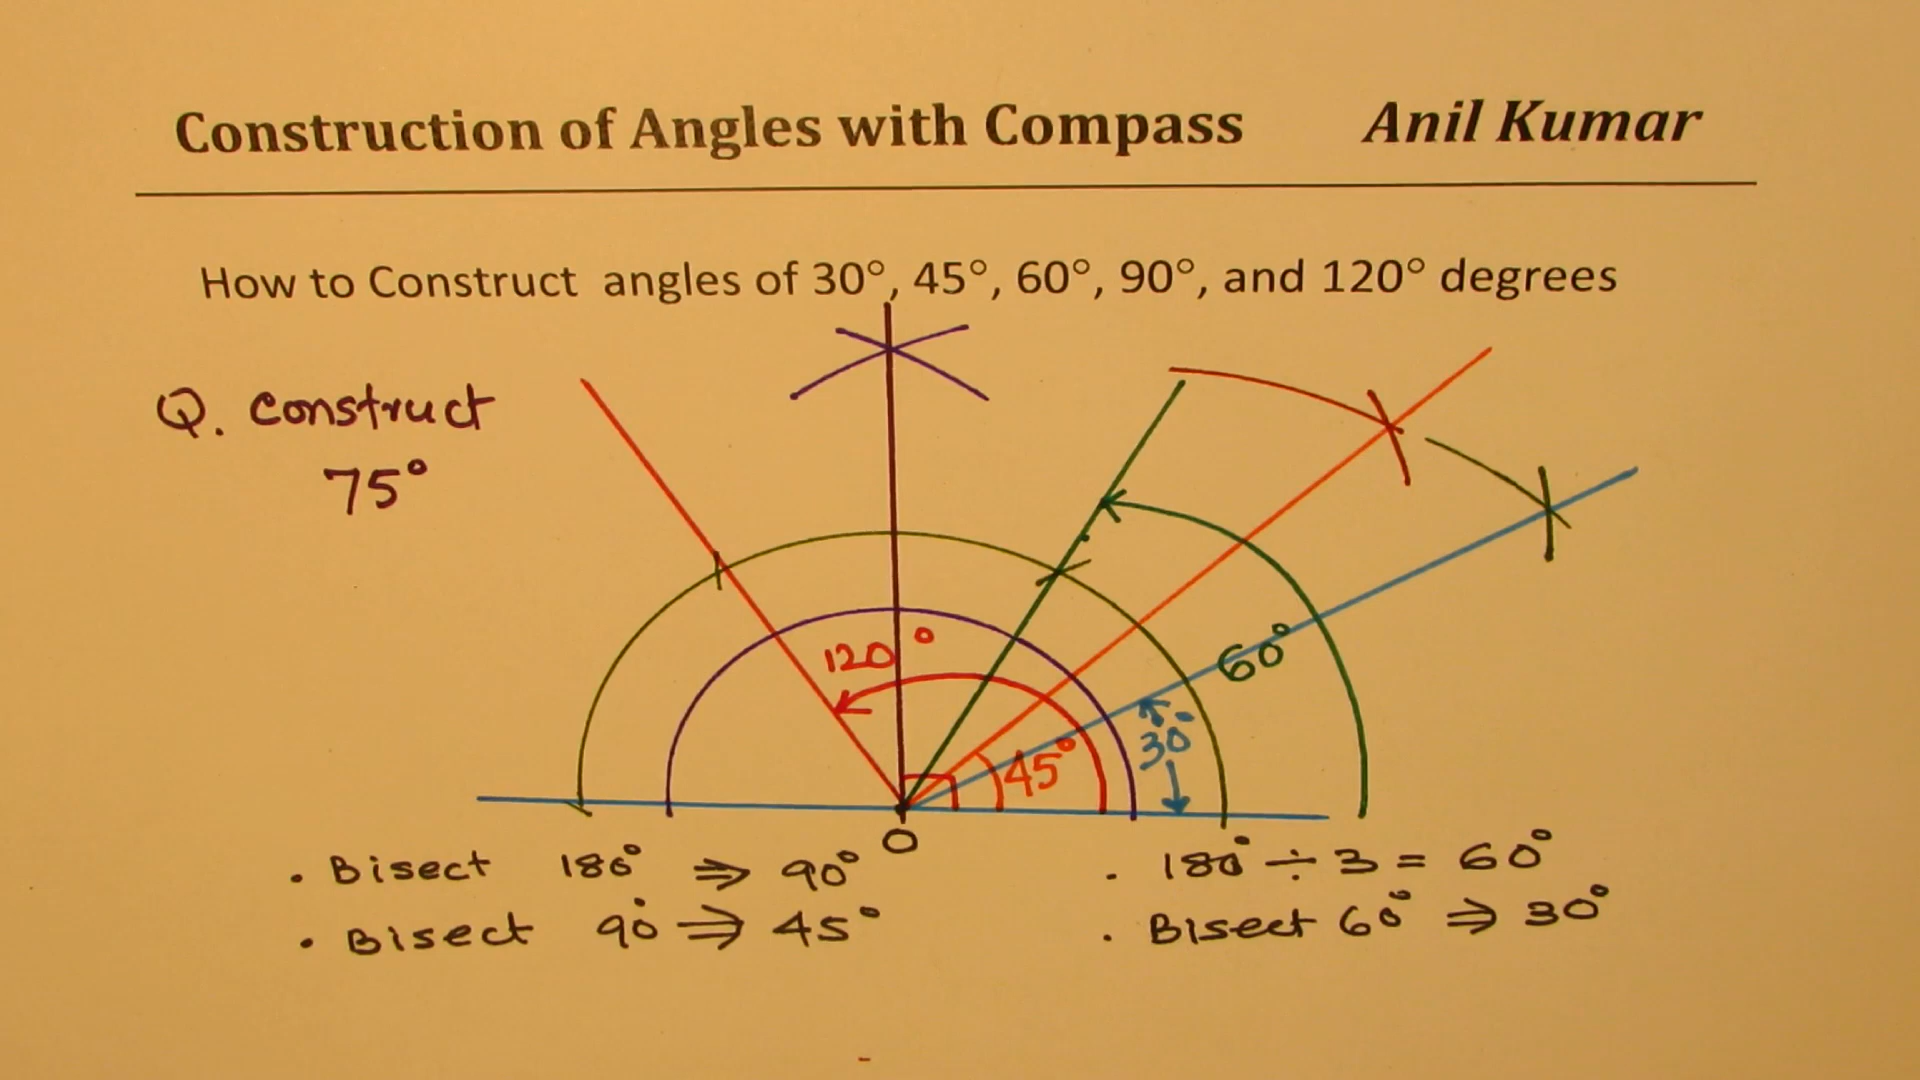 Construction of Angles with Compass Anil Kumar
How to Construct angles of 30°, 45°, 60°, 90°, and 120° degrees
Q. Construct
75°
120°
60°
30°
45°
O
• Bisect 180° ⇒ 90°
• Bisect 90° ⇒ 45°
• 180° ÷ 3 = 60°
• Bisect 60° ⇒ 30°